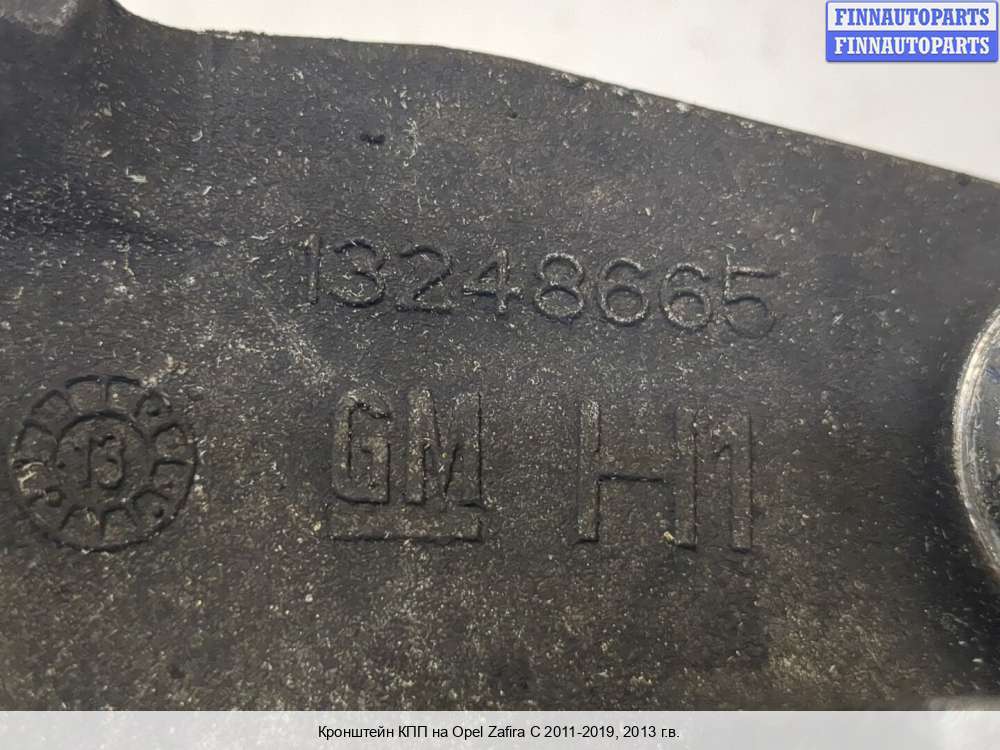 FINNAUTOPARTS
FINNAUTOPARTS
13248665
13
GM
H1
Кронштейн КПП на Opel Zafira C 2011-2019, 2013 г.в.